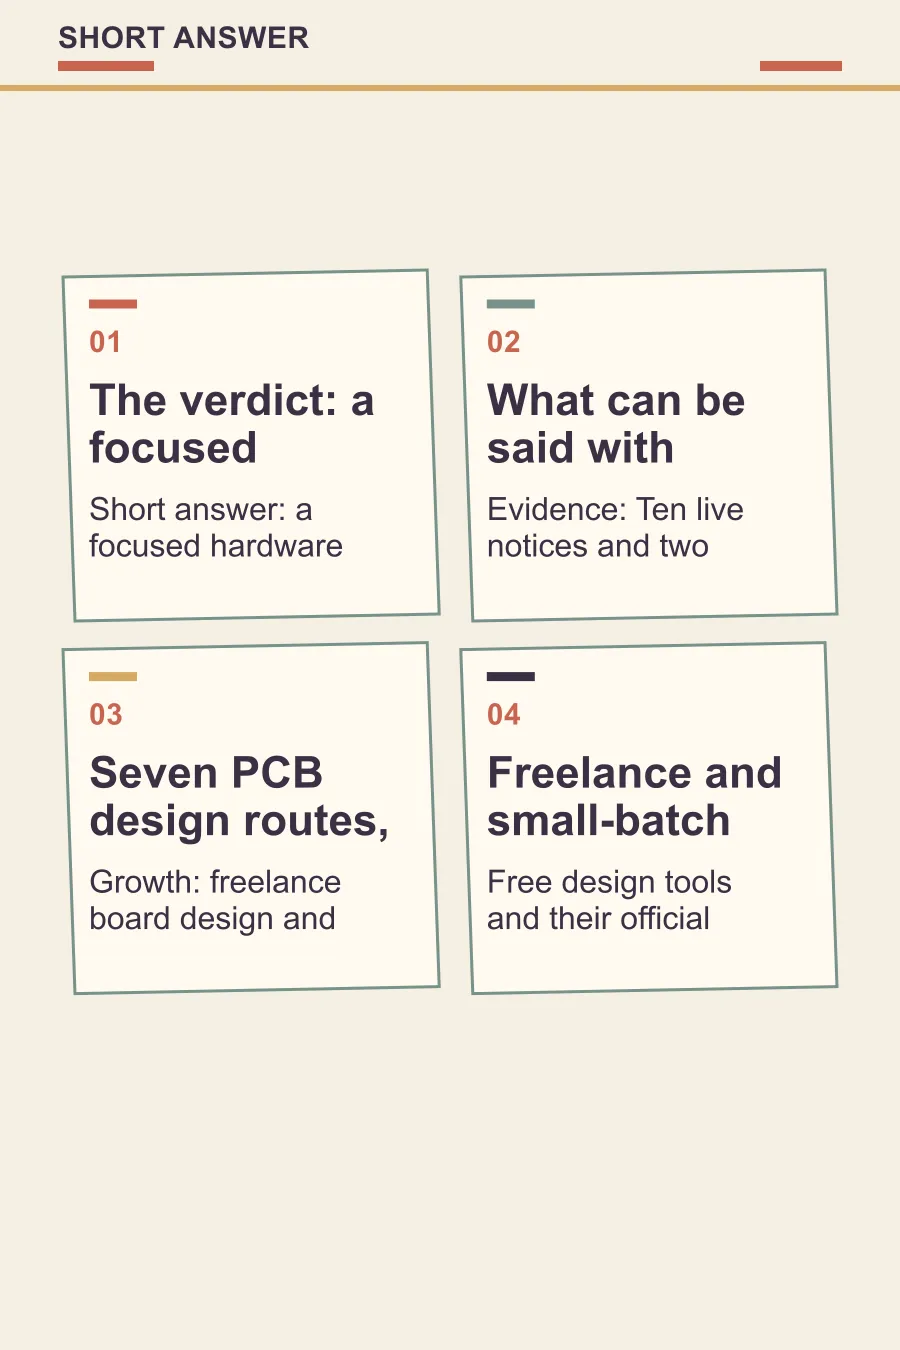 SHORT ANSWER
01
The verdict: a
focused
Short answer: a
focused hardware
02
What can be
said with
Evidence: Ten live
notices and two
03
Seven PCB
design routes,
Growth: freelance
board design and
04
Freelance and
small-batch
Free design tools
and their official